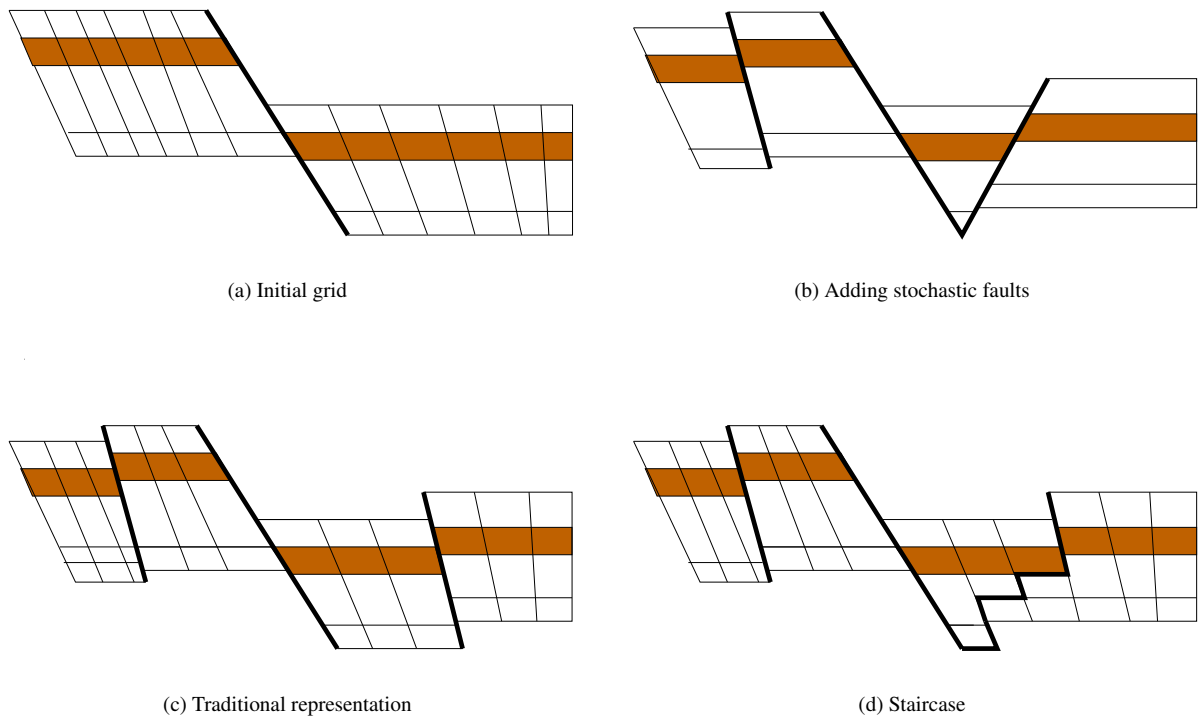 (a) Initial grid
(b) Adding stochastic faults
(c) Traditional representation
(d) Staircase